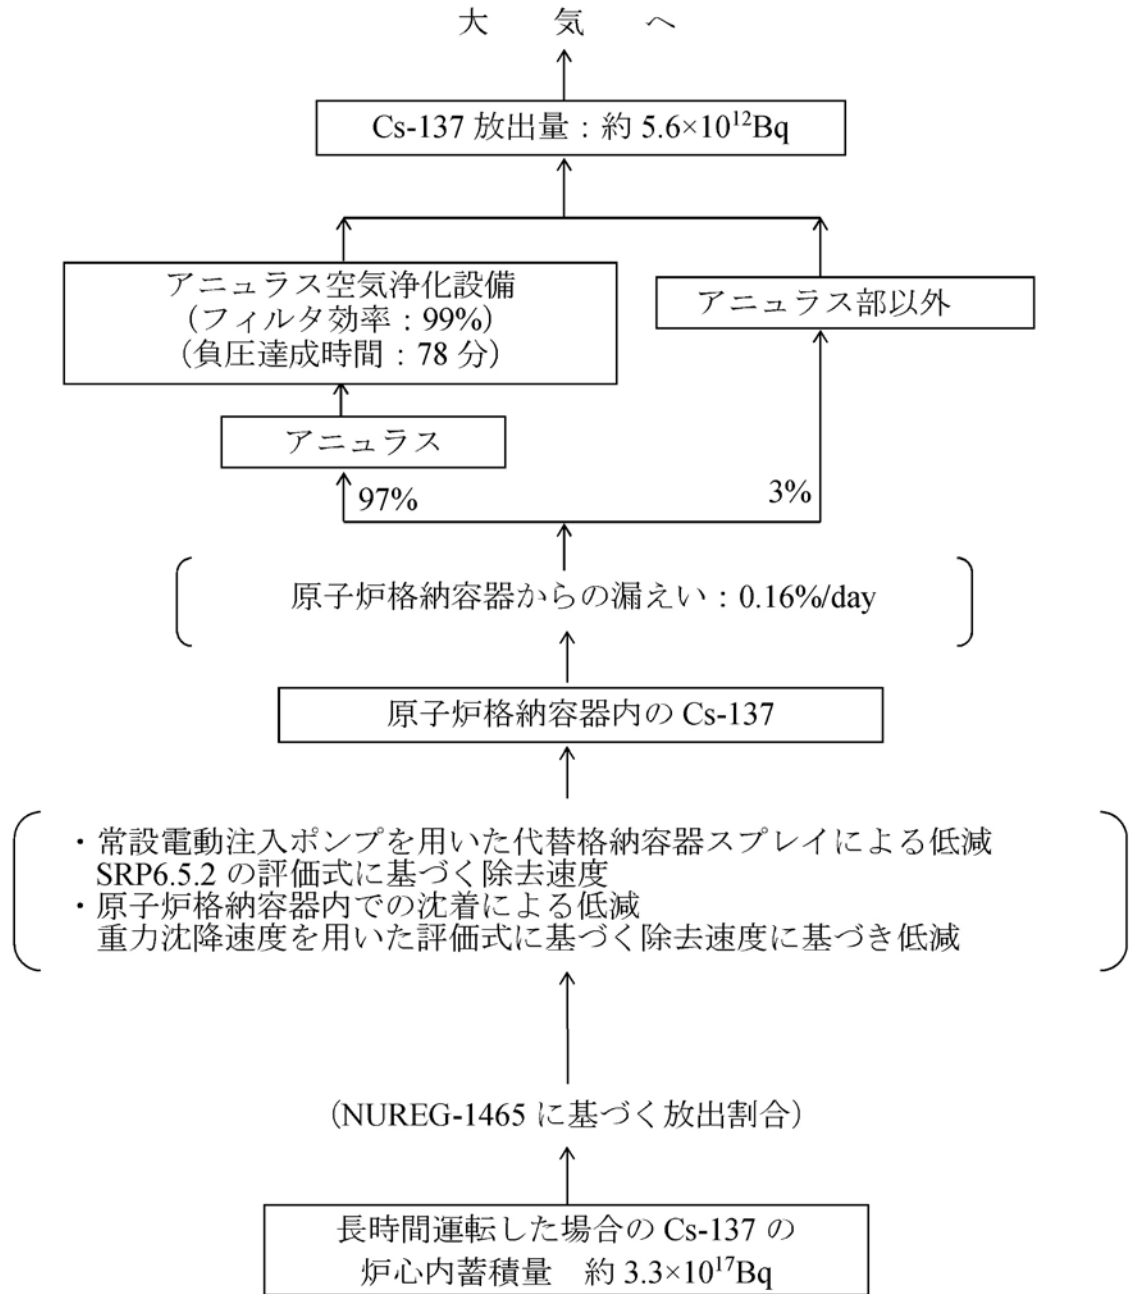 大 気 へ
Cs-137 放出量：約 5.6×10¹²Bq
アニュラス空気浄化設備
（フィルタ効率：99%）
（負圧達成時間：78 分）
アニュラス部以外
アニュラス
97%
3%
原子炉格納容器からの漏えい：0.16%/day
原子炉格納容器内の Cs-137
・常設電動注入ポンプを用いた代替格納容器スプレイによる低減
SRP6.5.2 の評価式に基づく除去速度
・原子炉格納容器内での沈着による低減
重力沈降速度を用いた評価式に基づく除去速度に基づき低減
（NUREG-1465 に基づく放出割合）
長時間運転した場合の Cs-137 の
炉心内蓄積量　約 3.3×10¹⁷Bq